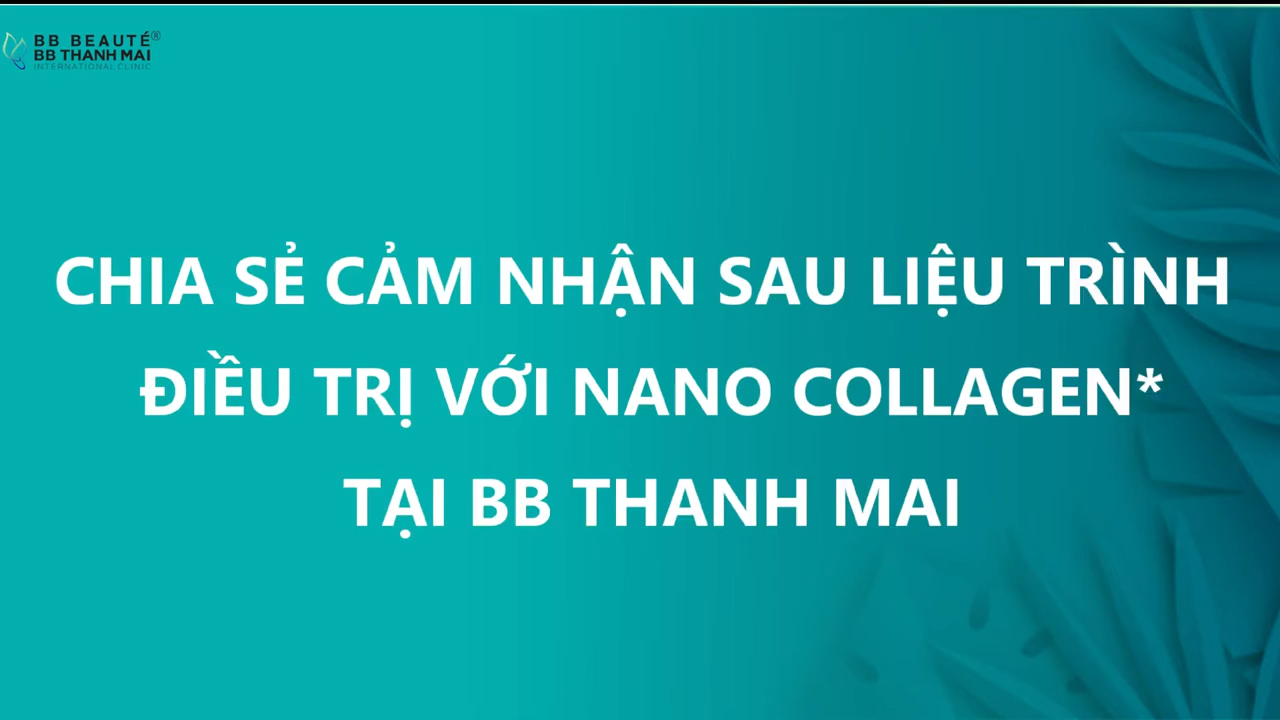 BB BEAUTÉ®
BB THANH MAI
INTERNATIONAL CLINIC
CHIA SẺ CẢM NHẬN SAU LIỆU TRÌNH
ĐIỀU TRỊ VỚI NANO COLLAGEN*
TẠI BB THANH MAI